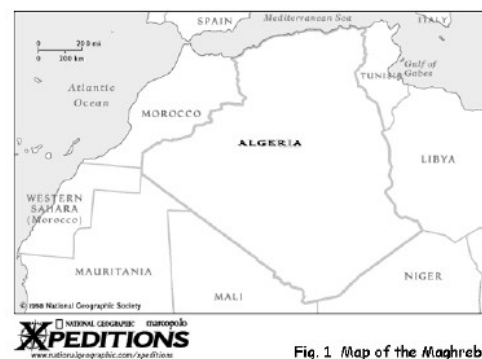 SPAIN
Mediterranean Sea
ITALY
0 200 mi
0 200 km
TUNISIA
Gulf of
Gabes
Atlantic
Ocean
MOROCCO
ALGERIA
LIBYA
WESTERN
SAHARA
(Morocco)
MAURITANIA
MALI
NIGER
© 1998 National Geographic Society
NATIONAL GEOGRAPHIC marcopolo
XPEDITIONS
www.nationalgeographic.com/xpeditions
Fig. 1 Map of the Maghreb